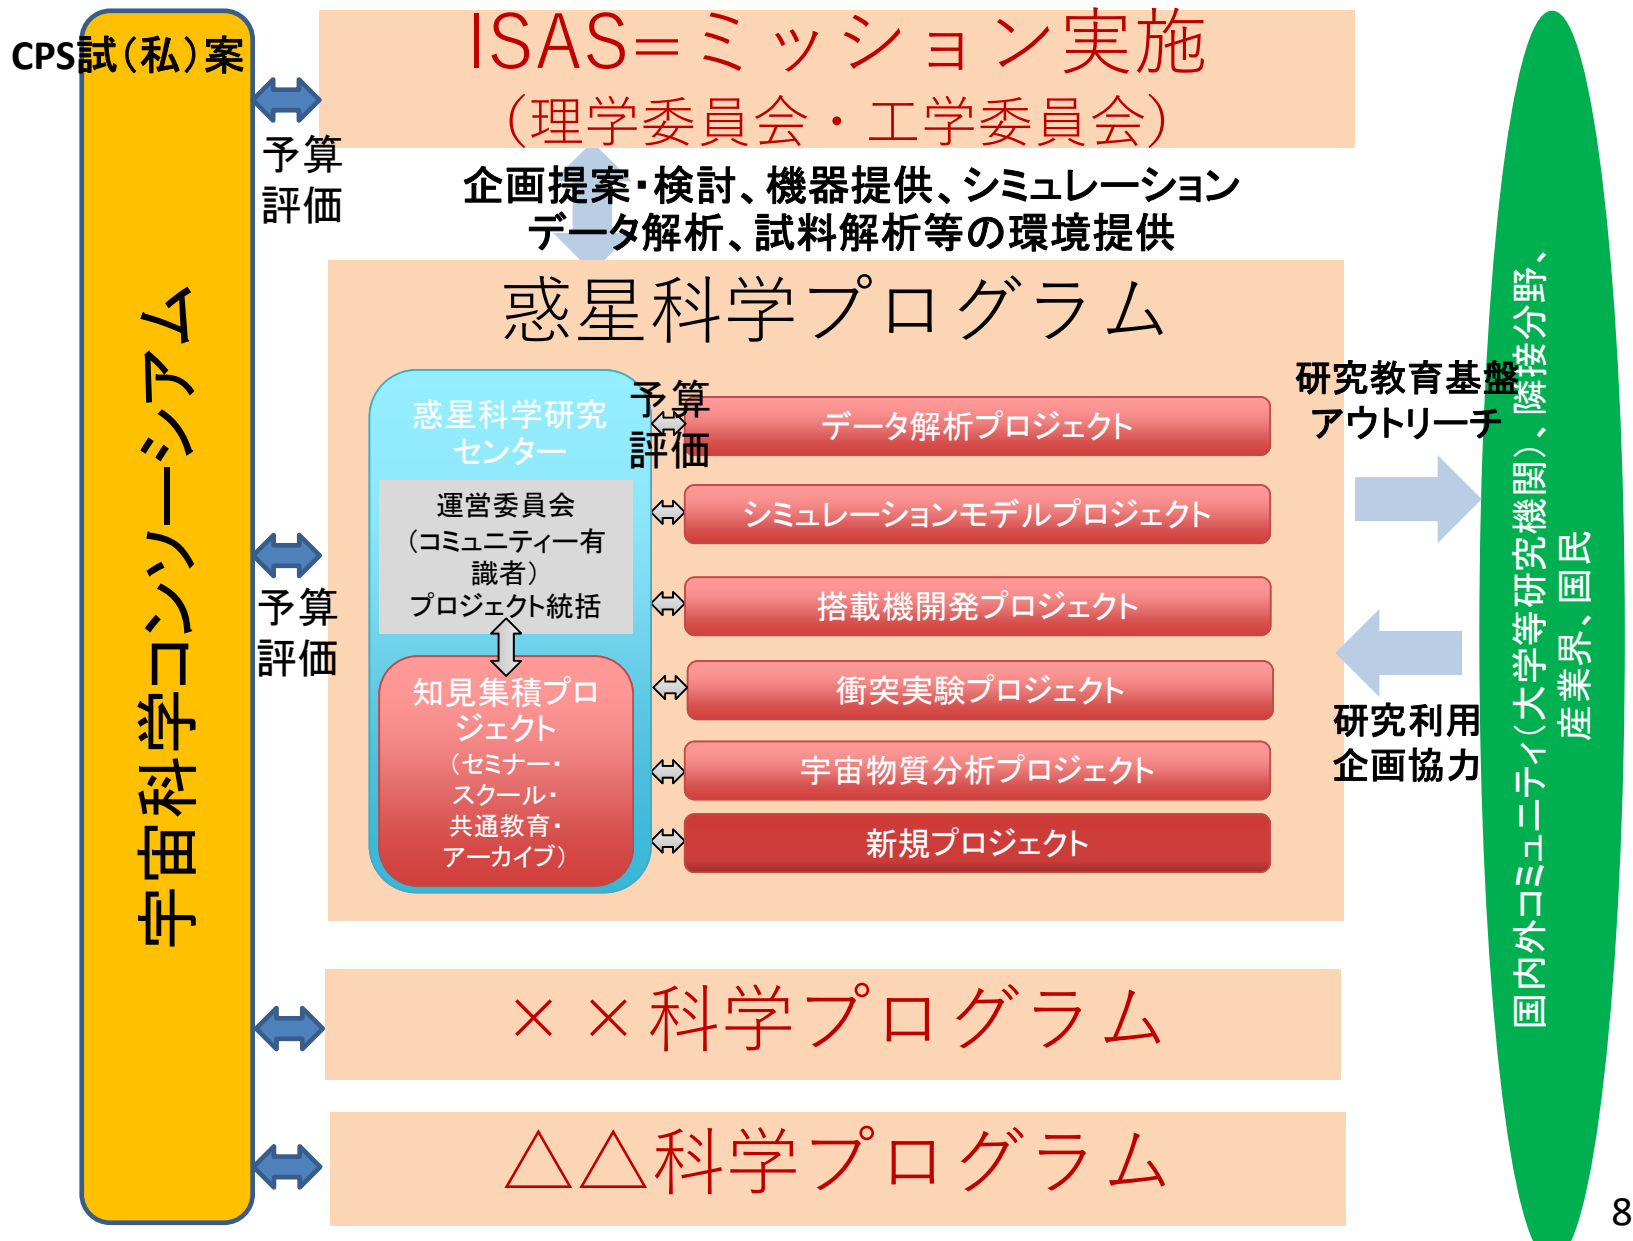 CPS試（私）案
宇宙科学コンソーシアム
ISAS=ミッション実施
（理学委員会・工学委員会）
予算
評価
企画提案・検討、機器提供、シミュレーション
データ解析、試料解析等の環境提供
惑星科学プログラム
惑星科学研究
センター
運営委員会
（コミュニティー有
識者）
プロジェクト統括
知見集積プロ
ジェクト
（セミナー・
スクール・
共通教育・
アーカイブ）
予算
評価
データ解析プロジェクト
シミュレーションモデルプロジェクト
搭載機開発プロジェクト
衝突実験プロジェクト
宇宙物質分析プロジェクト
新規プロジェクト
予算
評価
研究教育基盤
アウトリーチ
研究利用
企画協力
国内外コミュニティ（大学等研究機関）、隣接分野、
産業界、国民
××科学プログラム
△△科学プログラム
8